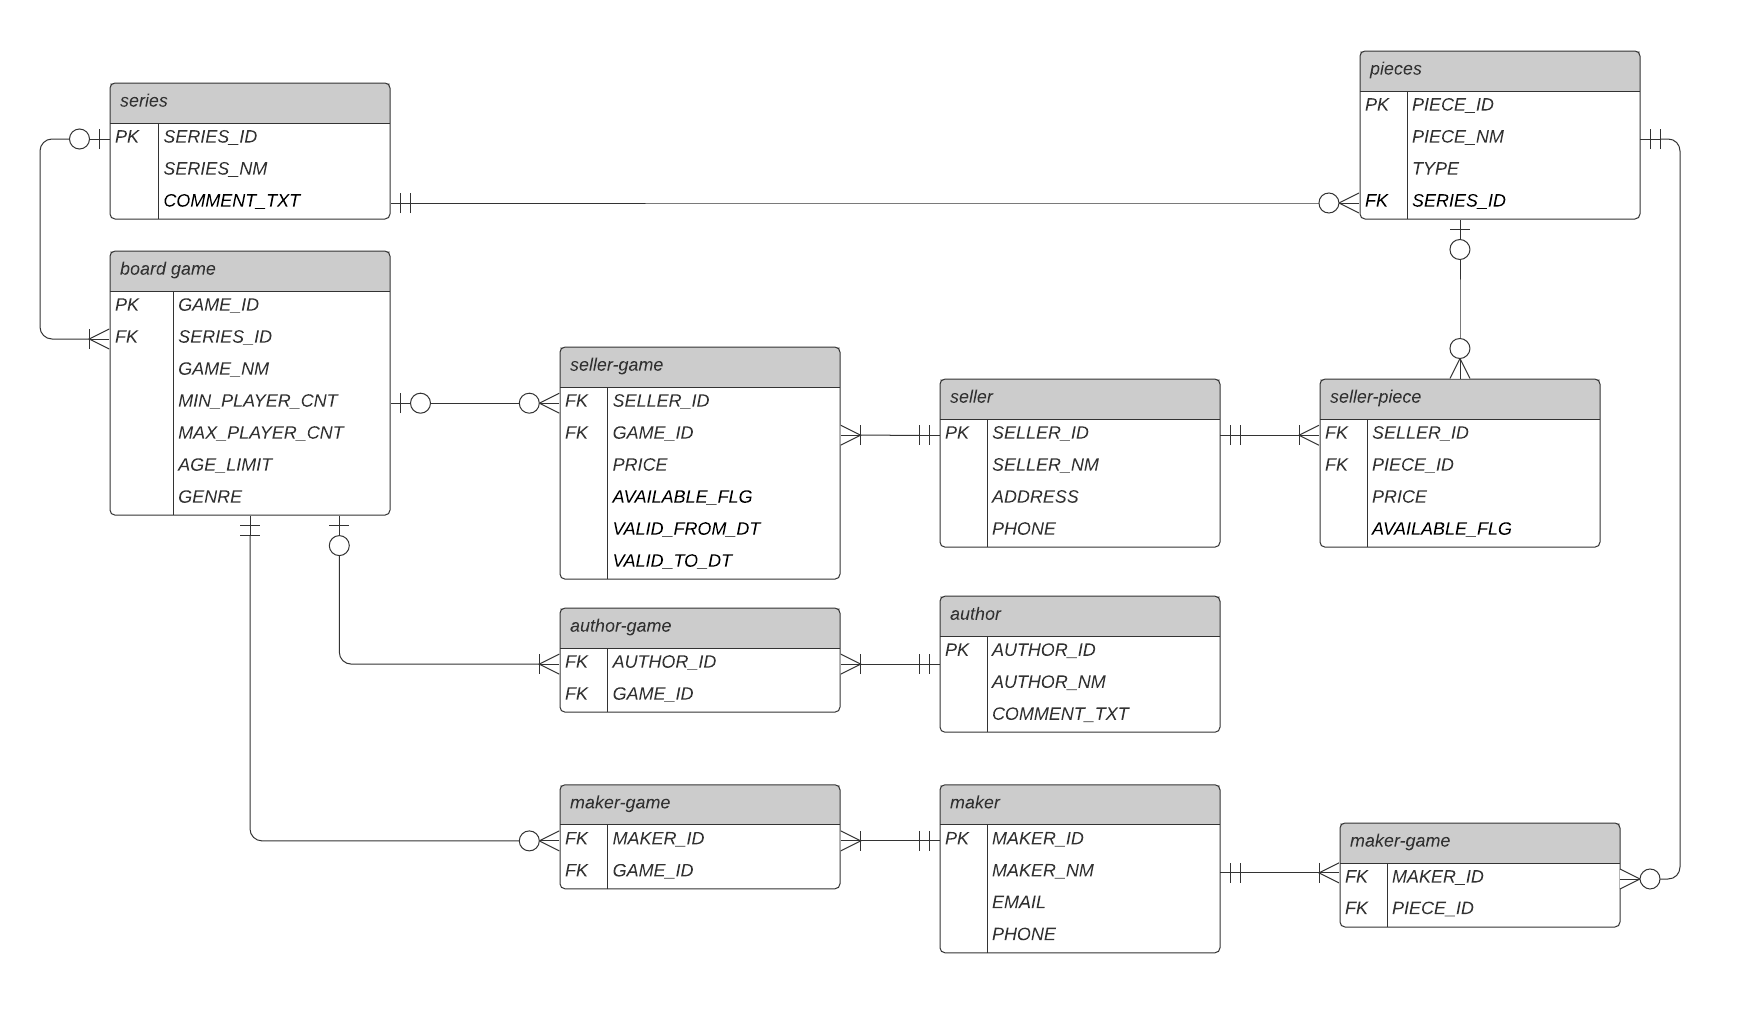 series
PK SERIES_ID
SERIES_NM
COMMENT_TXT
pieces
PK PIECE_ID
PIECE_NM
TYPE
FK SERIES_ID
board game
PK GAME_ID
FK SERIES_ID
GAME_NM
MIN_PLAYER_CNT
MAX_PLAYER_CNT
AGE_LIMIT
GENRE
seller-game
FK SELLER_ID
FK GAME_ID
PRICE
AVAILABLE_FLG
VALID_FROM_DT
VALID_TO_DT
seller
PK SELLER_ID
SELLER_NM
ADDRESS
PHONE
seller-piece
FK SELLER_ID
FK PIECE_ID
PRICE
AVAILABLE_FLG
author-game
FK AUTHOR_ID
FK GAME_ID
author
PK AUTHOR_ID
AUTHOR_NM
COMMENT_TXT
maker-game
FK MAKER_ID
FK GAME_ID
maker
PK MAKER_ID
MAKER_NM
EMAIL
PHONE
maker-game
FK MAKER_ID
FK PIECE_ID